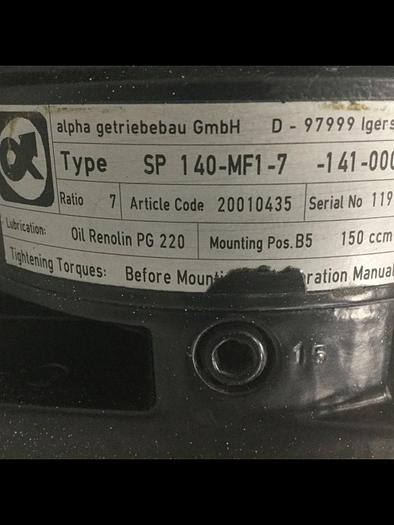 alpha getriebebau GmbH D - 97999 Igers
Type SP 140-MF1-7 -141-000
Ratio 7 Article Code 20010435 Serial No 119
Lubrication: Oil Renolin PG 220 Mounting Pos. B5 150 ccm
Tightening Torques: Before Mounti ration Manual
15